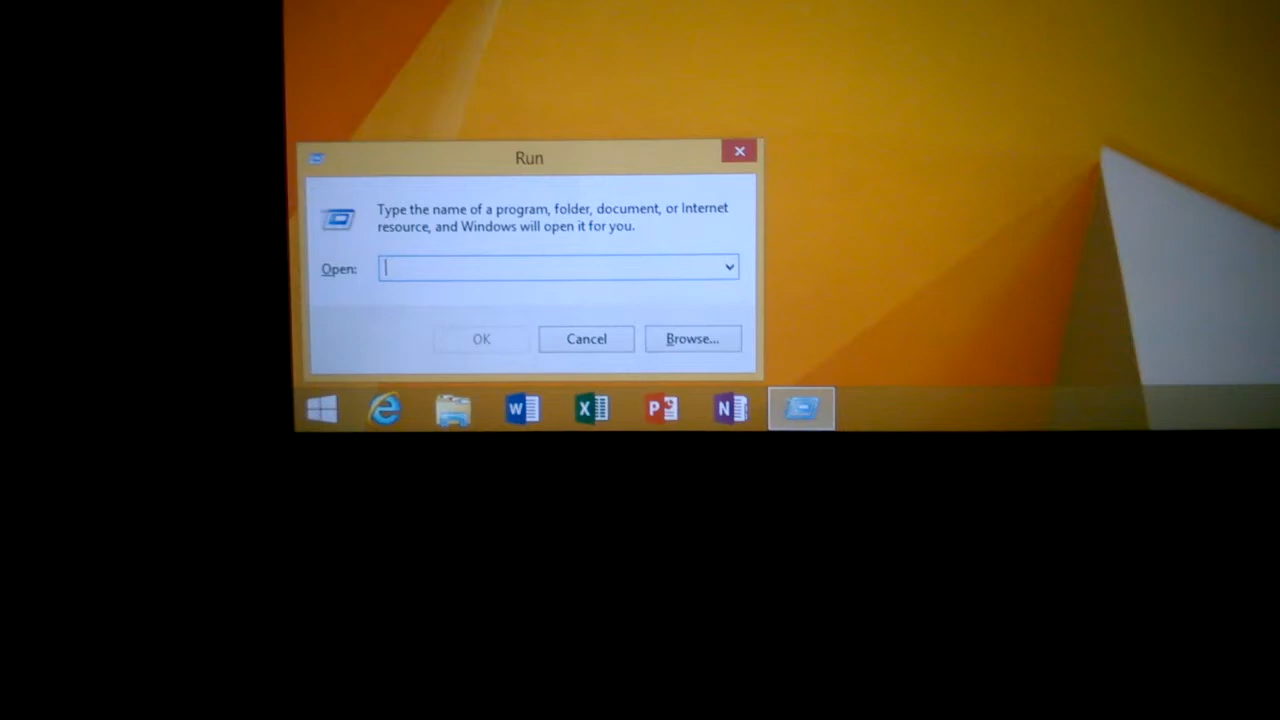 Run
Type the name of a program, folder, document, or Internet
resource, and Windows will open it for you.
Open:
OK Cancel Browse...
W X P N